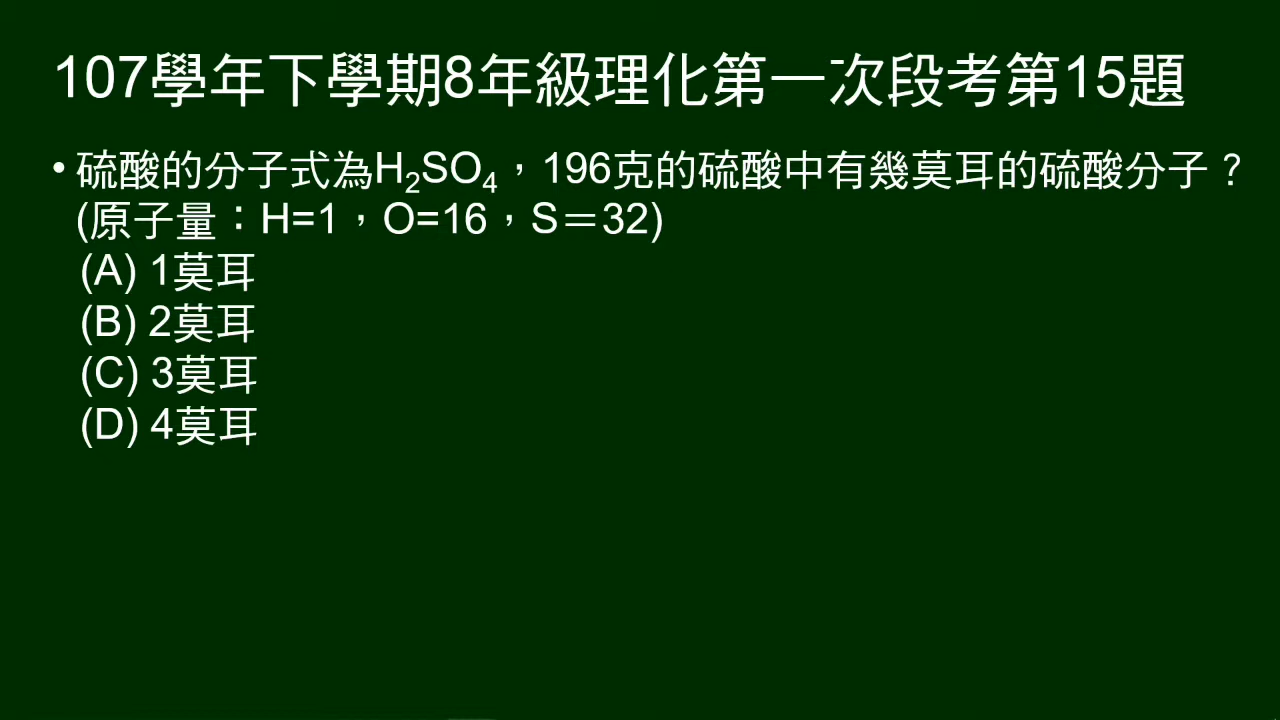 107學年下學期8年級理化第一次段考第15題
• 硫酸的分子式為H₂SO₄，196克的硫酸中有幾莫耳的硫酸分子？
(原子量：H=1，O=16，S＝32)
(A) 1莫耳
(B) 2莫耳
(C) 3莫耳
(D) 4莫耳